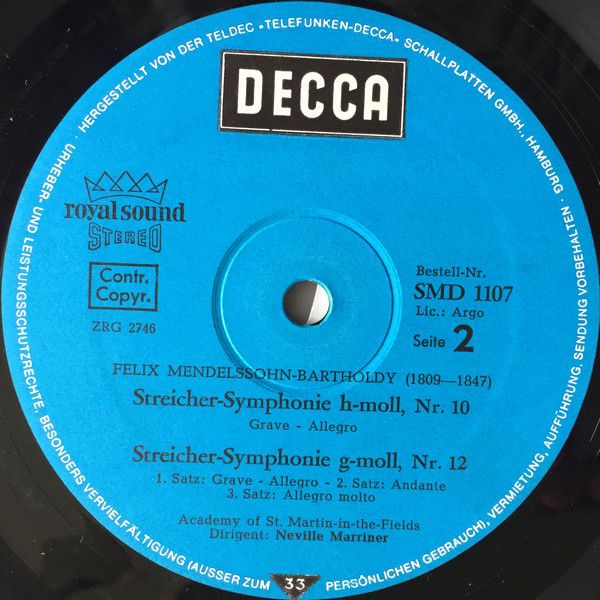 HERGESTELLT VON DER TELDEC »TELEFUNKEN-DECCA« SCHALLPLATTEN GMBH., HAMBURG ·
URHEBER- UND LEISTUNGSSCHUTZRECHTE, BESONDERS VERVIELFÄLTIGUNG (AUSSER ZUM PERSÖNLICHEN GEBRAUCH), VERMIETUNG, AUFFÜHRUNG, SENDUNG VORBEHALTEN ·
DECCA
royal sound
STEREO
Contr.
Copyr.
ZRG 2746
Bestell-Nr.
SMD 1107
Lic.: Argo
Seite 2
FELIX MENDELSSOHN-BARTHOLDY (1809—1847)
Streicher-Symphonie h-moll, Nr. 10
Grave - Allegro
Streicher-Symphonie g-moll, Nr. 12
1. Satz: Grave - Allegro - 2. Satz: Andante
3. Satz: Allegro molto
Academy of St. Martin-in-the-Fields
Dirigent: Neville Marriner
33